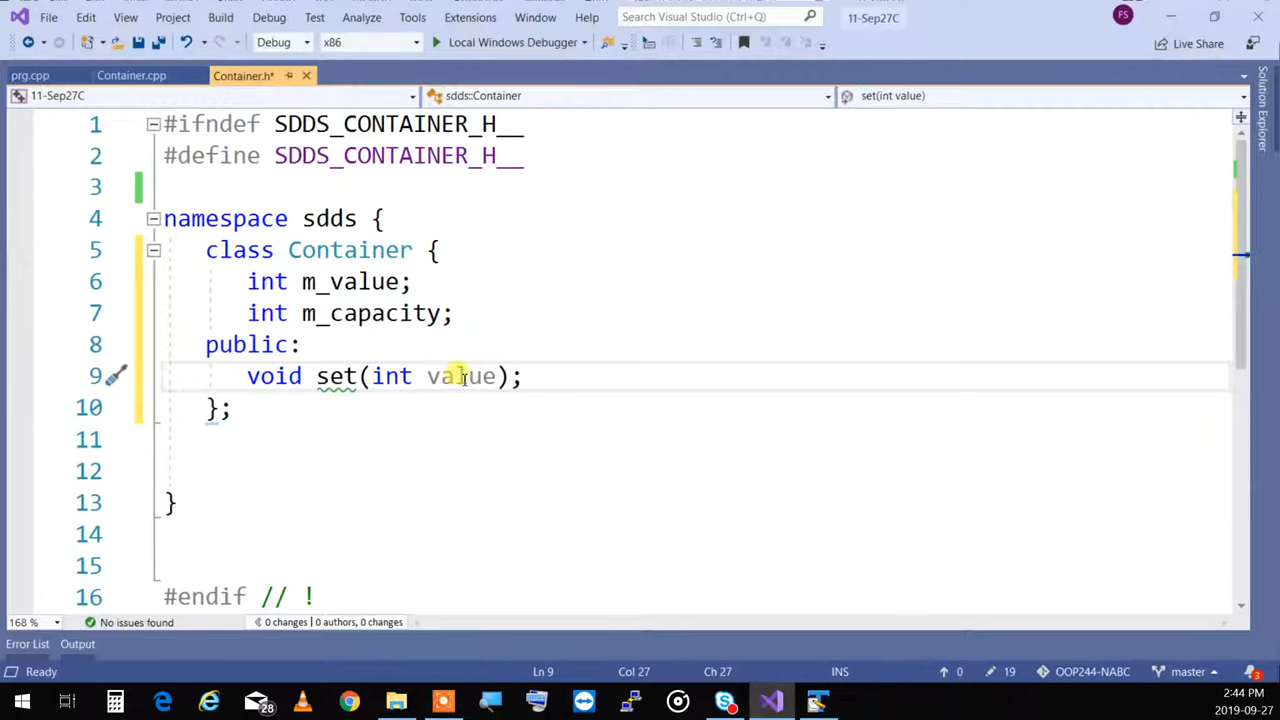 File Edit View Project Build Debug Test Analyze Tools Extensions Window Help Search Visual Studio (Ctrl+Q) 11-Sep27C FS
Debug x86 Local Windows Debugger Live Share
prg.cpp Container.cpp Container.h*
11-Sep27C sdds::Container set(int value)
Solution Explorer
1 #ifndef SDDS_CONTAINER_H__
2 #define SDDS_CONTAINER_H__
3
4 namespace sdds {
5 class Container {
6 int m_value;
7 int m_capacity;
8 public:
9 void set(int value);
10 };
11
12
13 }
14
15
16 #endif // !
168 % No issues found 0 changes | 0 authors, 0 changes
Error List Output
Ready Ln 9 Col 27 Ch 27 INS 0 19 OOP244-NABC master 3
28
2:44 PM
2019-09-27